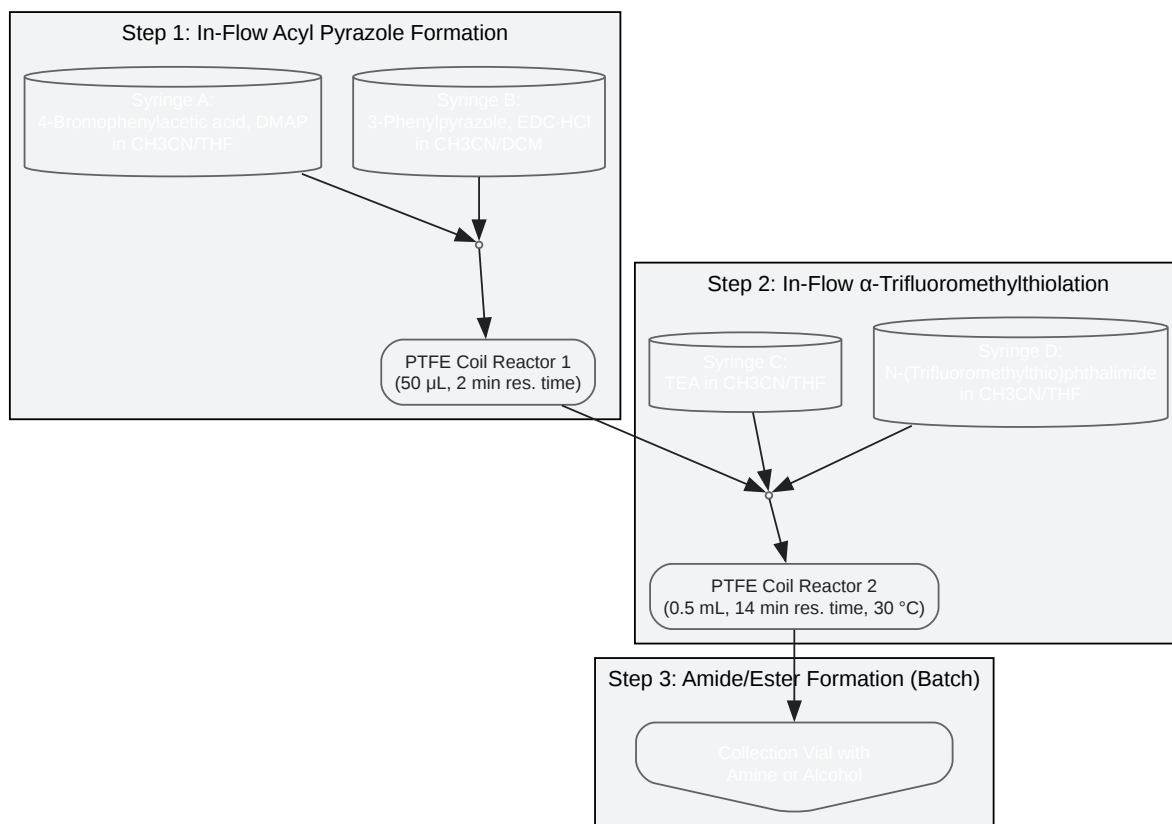 Step 1: In-Flow Acyl Pyrazole Formation
Syringe A:
4-Bromophenylacetic acid, DMAP
in CH3CN/THF
Syringe B:
3-Phenylpyrazole, EDC·HCl
in CH3CN/DCM
PTFE Coil Reactor 1
(50 μL, 2 min res. time)
Step 2: In-Flow α-Trifluoromethylthiolation
Syringe C:
TEA in CH3CN/THF
Syringe D:
N-(Trifluoromethylthio)phthalimide
in CH3CN/THF
PTFE Coil Reactor 2
(0.5 mL, 14 min res. time, 30 °C)
Step 3: Amide/Ester Formation (Batch)
Collection Vial with
Amine or Alcohol